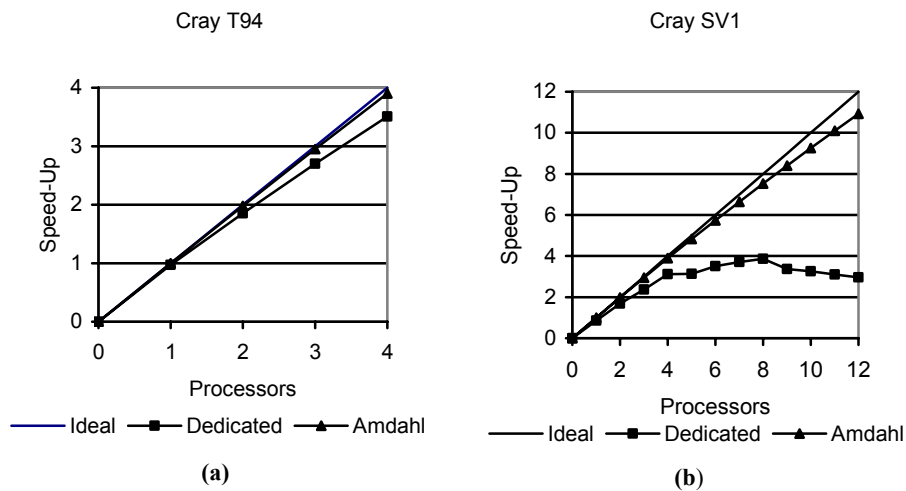 Cray T94
4
3
2
1
0
Speed-Up
0 1 2 3 4
Processors
Ideal Dedicated Amdahl
(a)
Cray SV1
12
10
8
6
4
2
0
Speed-Up
0 2 4 6 8 10 12
Processors
Ideal Dedicated Amdahl
(b)